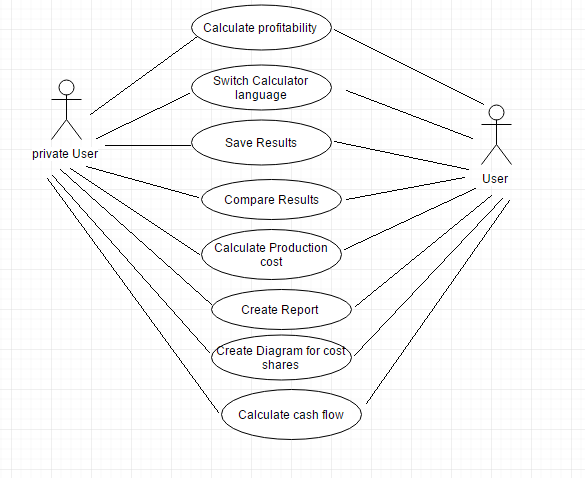 Calculate profitability
Switch Calculator
language
private User
Save Results
User
Compare Results
Calculate Production
cost
Create Report
Create Diagram for cost
shares
Calculate cash flow